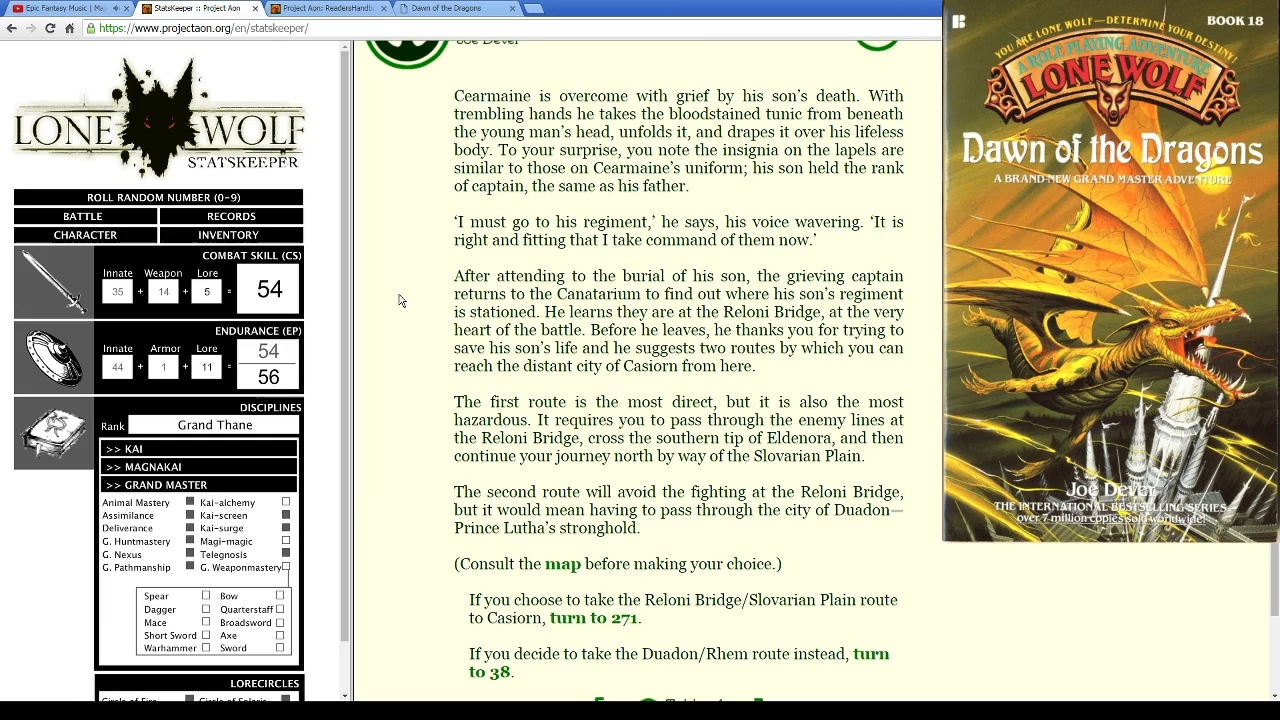 Epic Fantasy Music | Maj
StatsKeeper :: Project Aon
Project Aon: ReadersHandb
Dawn of the Dragons
https://www.projectaon.org/en/statskeeper/
LONE WOLF
STATSKEEPER
ROLL RANDOM NUMBER (0-9)
BATTLE
RECORDS
CHARACTER
INVENTORY
COMBAT SKILL (CS)
Innate Weapon Lore
35 + 14 + 5 = 54
ENDURANCE (EP)
Innate Armor Lore
54
44 + 1 + 11 =
56
DISCIPLINES
Rank Grand Thane
>> KAI
>> MAGNAKAI
>> GRAND MASTER
Animal Mastery Kai-alchemy
Assimilance Kai-screen
Deliverance Kai-surge
G. Huntmastery Magi-magic
G. Nexus Telegnosis
G. Pathmanship G. Weaponmastery
Spear Bow
Dagger Quarterstaff
Mace Broadsword
Short Sword Axe
Warhammer Sword
LORECIRCLES
Circle of Fire Circle of Solaris
Joe Dever
Cearmaine is overcome with grief by his son's death. With
trembling hands he takes the bloodstained tunic from beneath
the young man's head, unfolds it, and drapes it over his lifeless
body. To your surprise, you note the insignia on the lapels are
similar to those on Cearmaine's uniform; his son held the rank
of captain, the same as his father.
‘I must go to his regiment,’ he says, his voice wavering. ‘It is
right and fitting that I take command of them now.’
After attending to the burial of his son, the grieving captain
returns to the Canatarium to find out where his son's regiment
is stationed. He learns they are at the Reloni Bridge, at the very
heart of the battle. Before he leaves, he thanks you for trying to
save his son's life and he suggests two routes by which you can
reach the distant city of Casiorn from here.
The first route is the most direct, but it is also the most
hazardous. It requires you to pass through the enemy lines at
the Reloni Bridge, cross the southern tip of Eldenora, and then
continue your journey north by way of the Slovarian Plain.
The second route will avoid the fighting at the Reloni Bridge,
but it would mean having to pass through the city of Duadon—
Prince Lutha's stronghold.
(Consult the map before making your choice.)
If you choose to take the Reloni Bridge/Slovarian Plain route
to Casiorn, turn to 271.
If you decide to take the Duadon/Rhem route instead, turn
to 38.
BOOK 18
YOU ARE LONE WOLF—DETERMINE YOUR DESTINY!
A ROLE PLAYING ADVENTURE
LONE WOLF
Dawn of the Dragons
A BRAND-NEW GRAND MASTER ADVENTURE
Joe Dever
THE INTERNATIONAL BESTSELLING SERIES—
over 7 million copies sold worldwide!